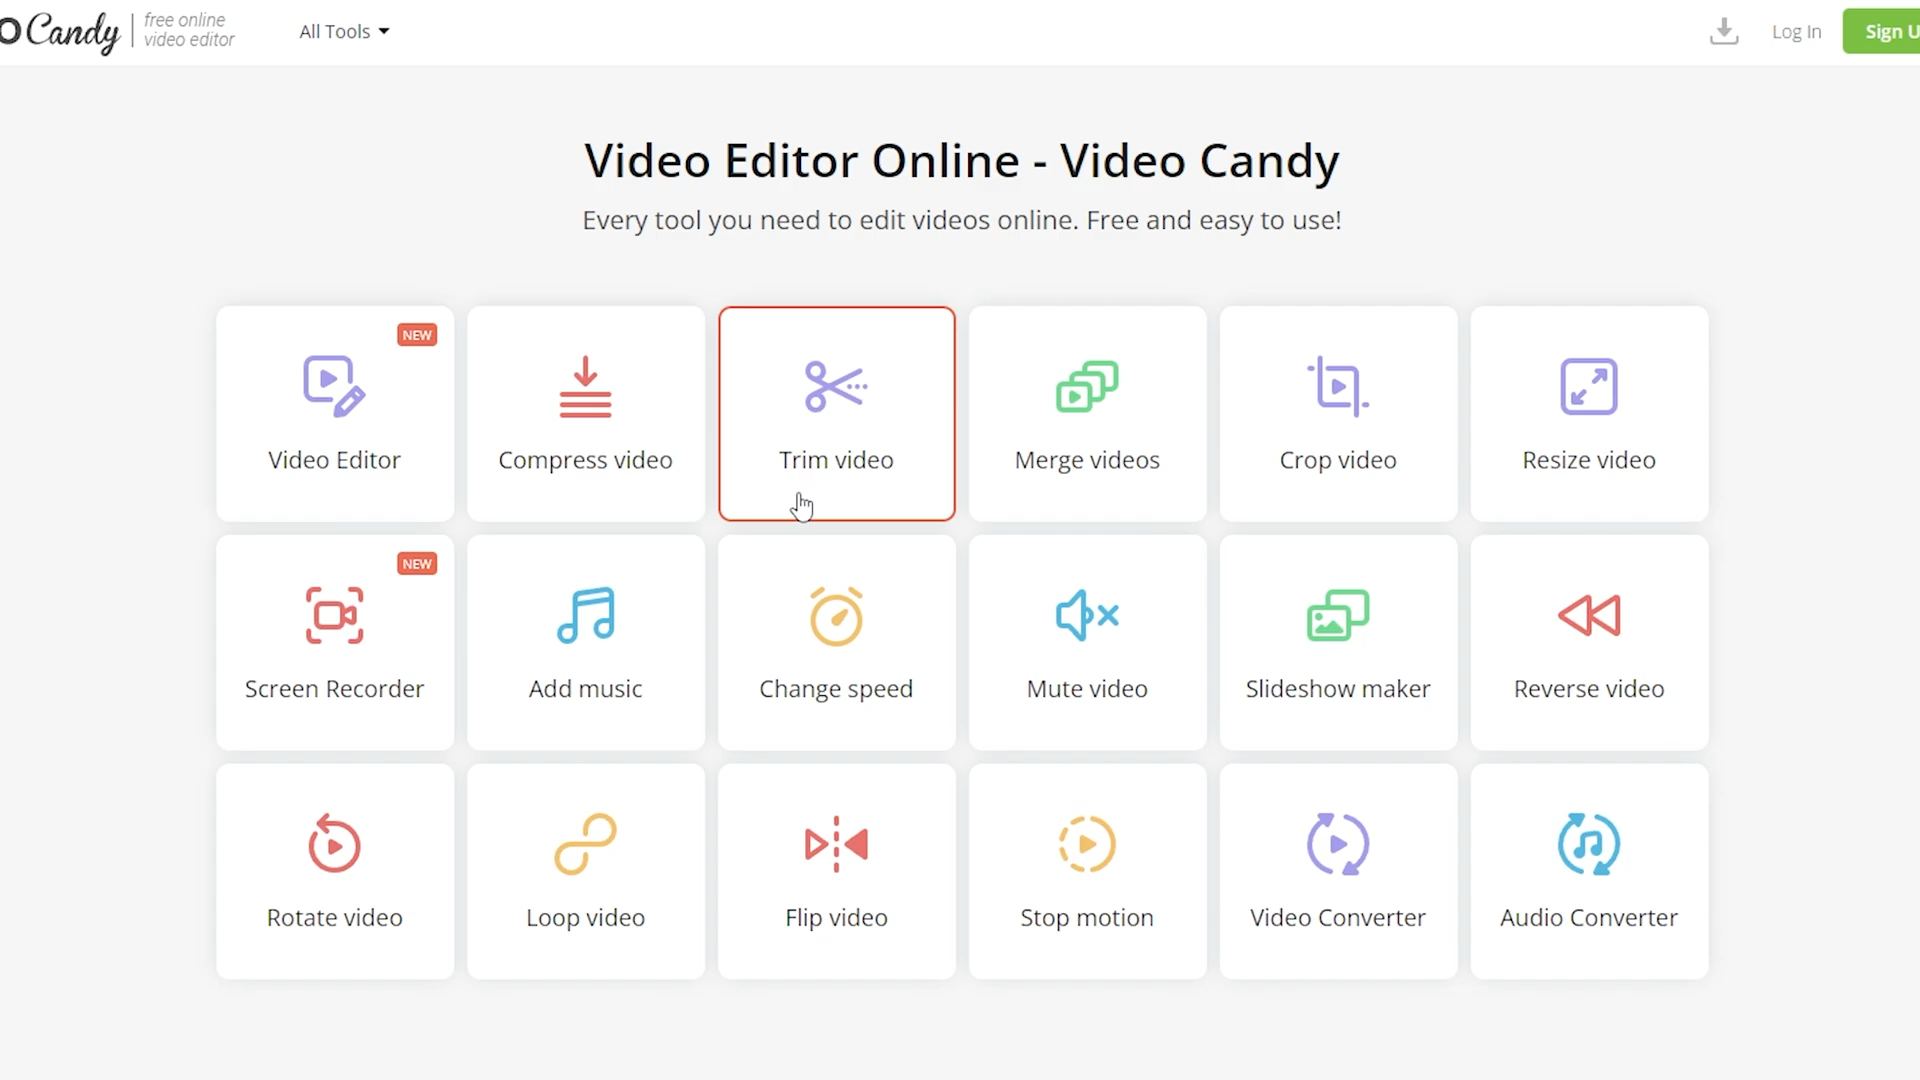 Candy
free online
video editor
All Tools
Log In
Sign U
Video Editor Online - Video Candy
Every tool you need to edit videos online. Free and easy to use!
NEW
Video Editor
Compress video
Trim video
Merge videos
Crop video
Resize video
NEW
Screen Recorder
Add music
Change speed
Mute video
Slideshow maker
Reverse video
Rotate video
Loop video
Flip video
Stop motion
Video Converter
Audio Converter